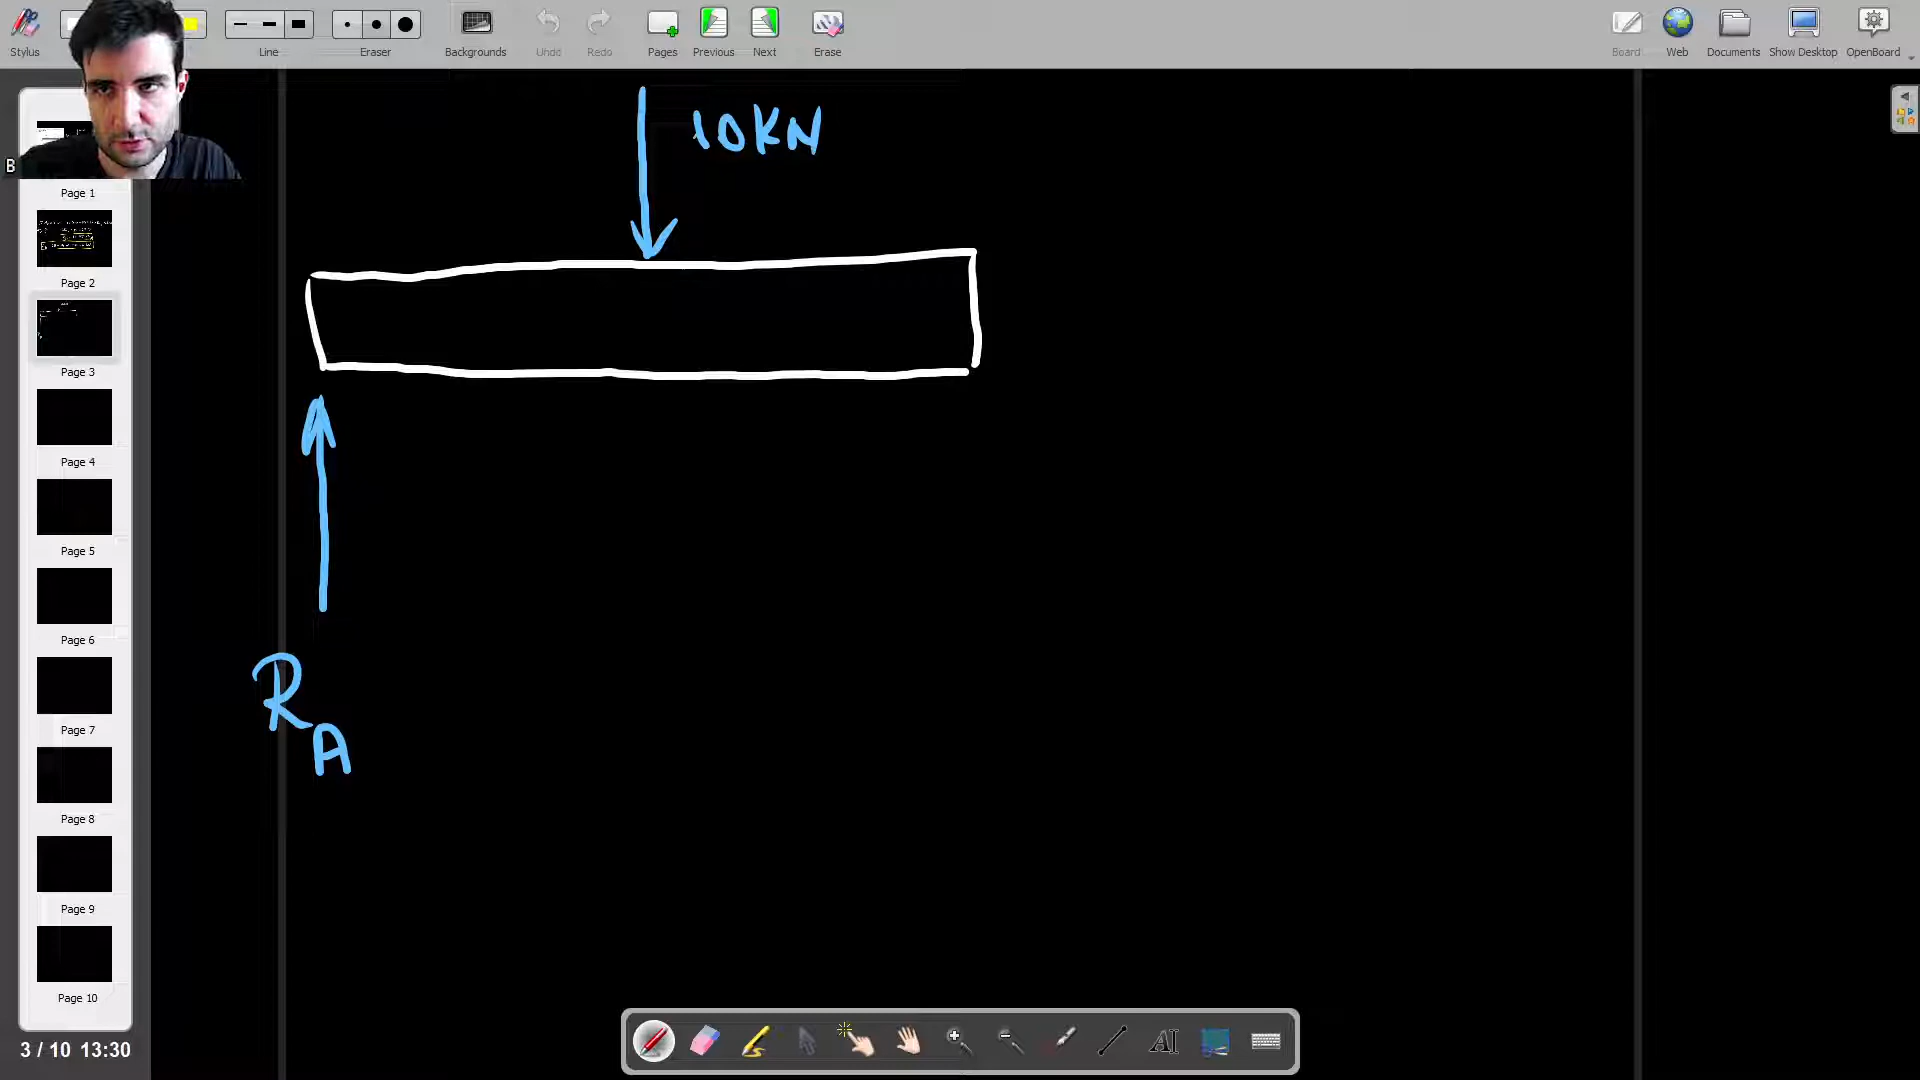 Stylus
Line
Eraser
Backgrounds
Undo
Redo
Pages
Previous
Next
Erase
Board
Web
Documents
Show Desktop
OpenBoard
B
Page 1
Page 2
Page 3
Page 4
Page 5
Page 6
Page 7
Page 8
Page 9
Page 10
3 / 10 13:30
10KN
RA
AI